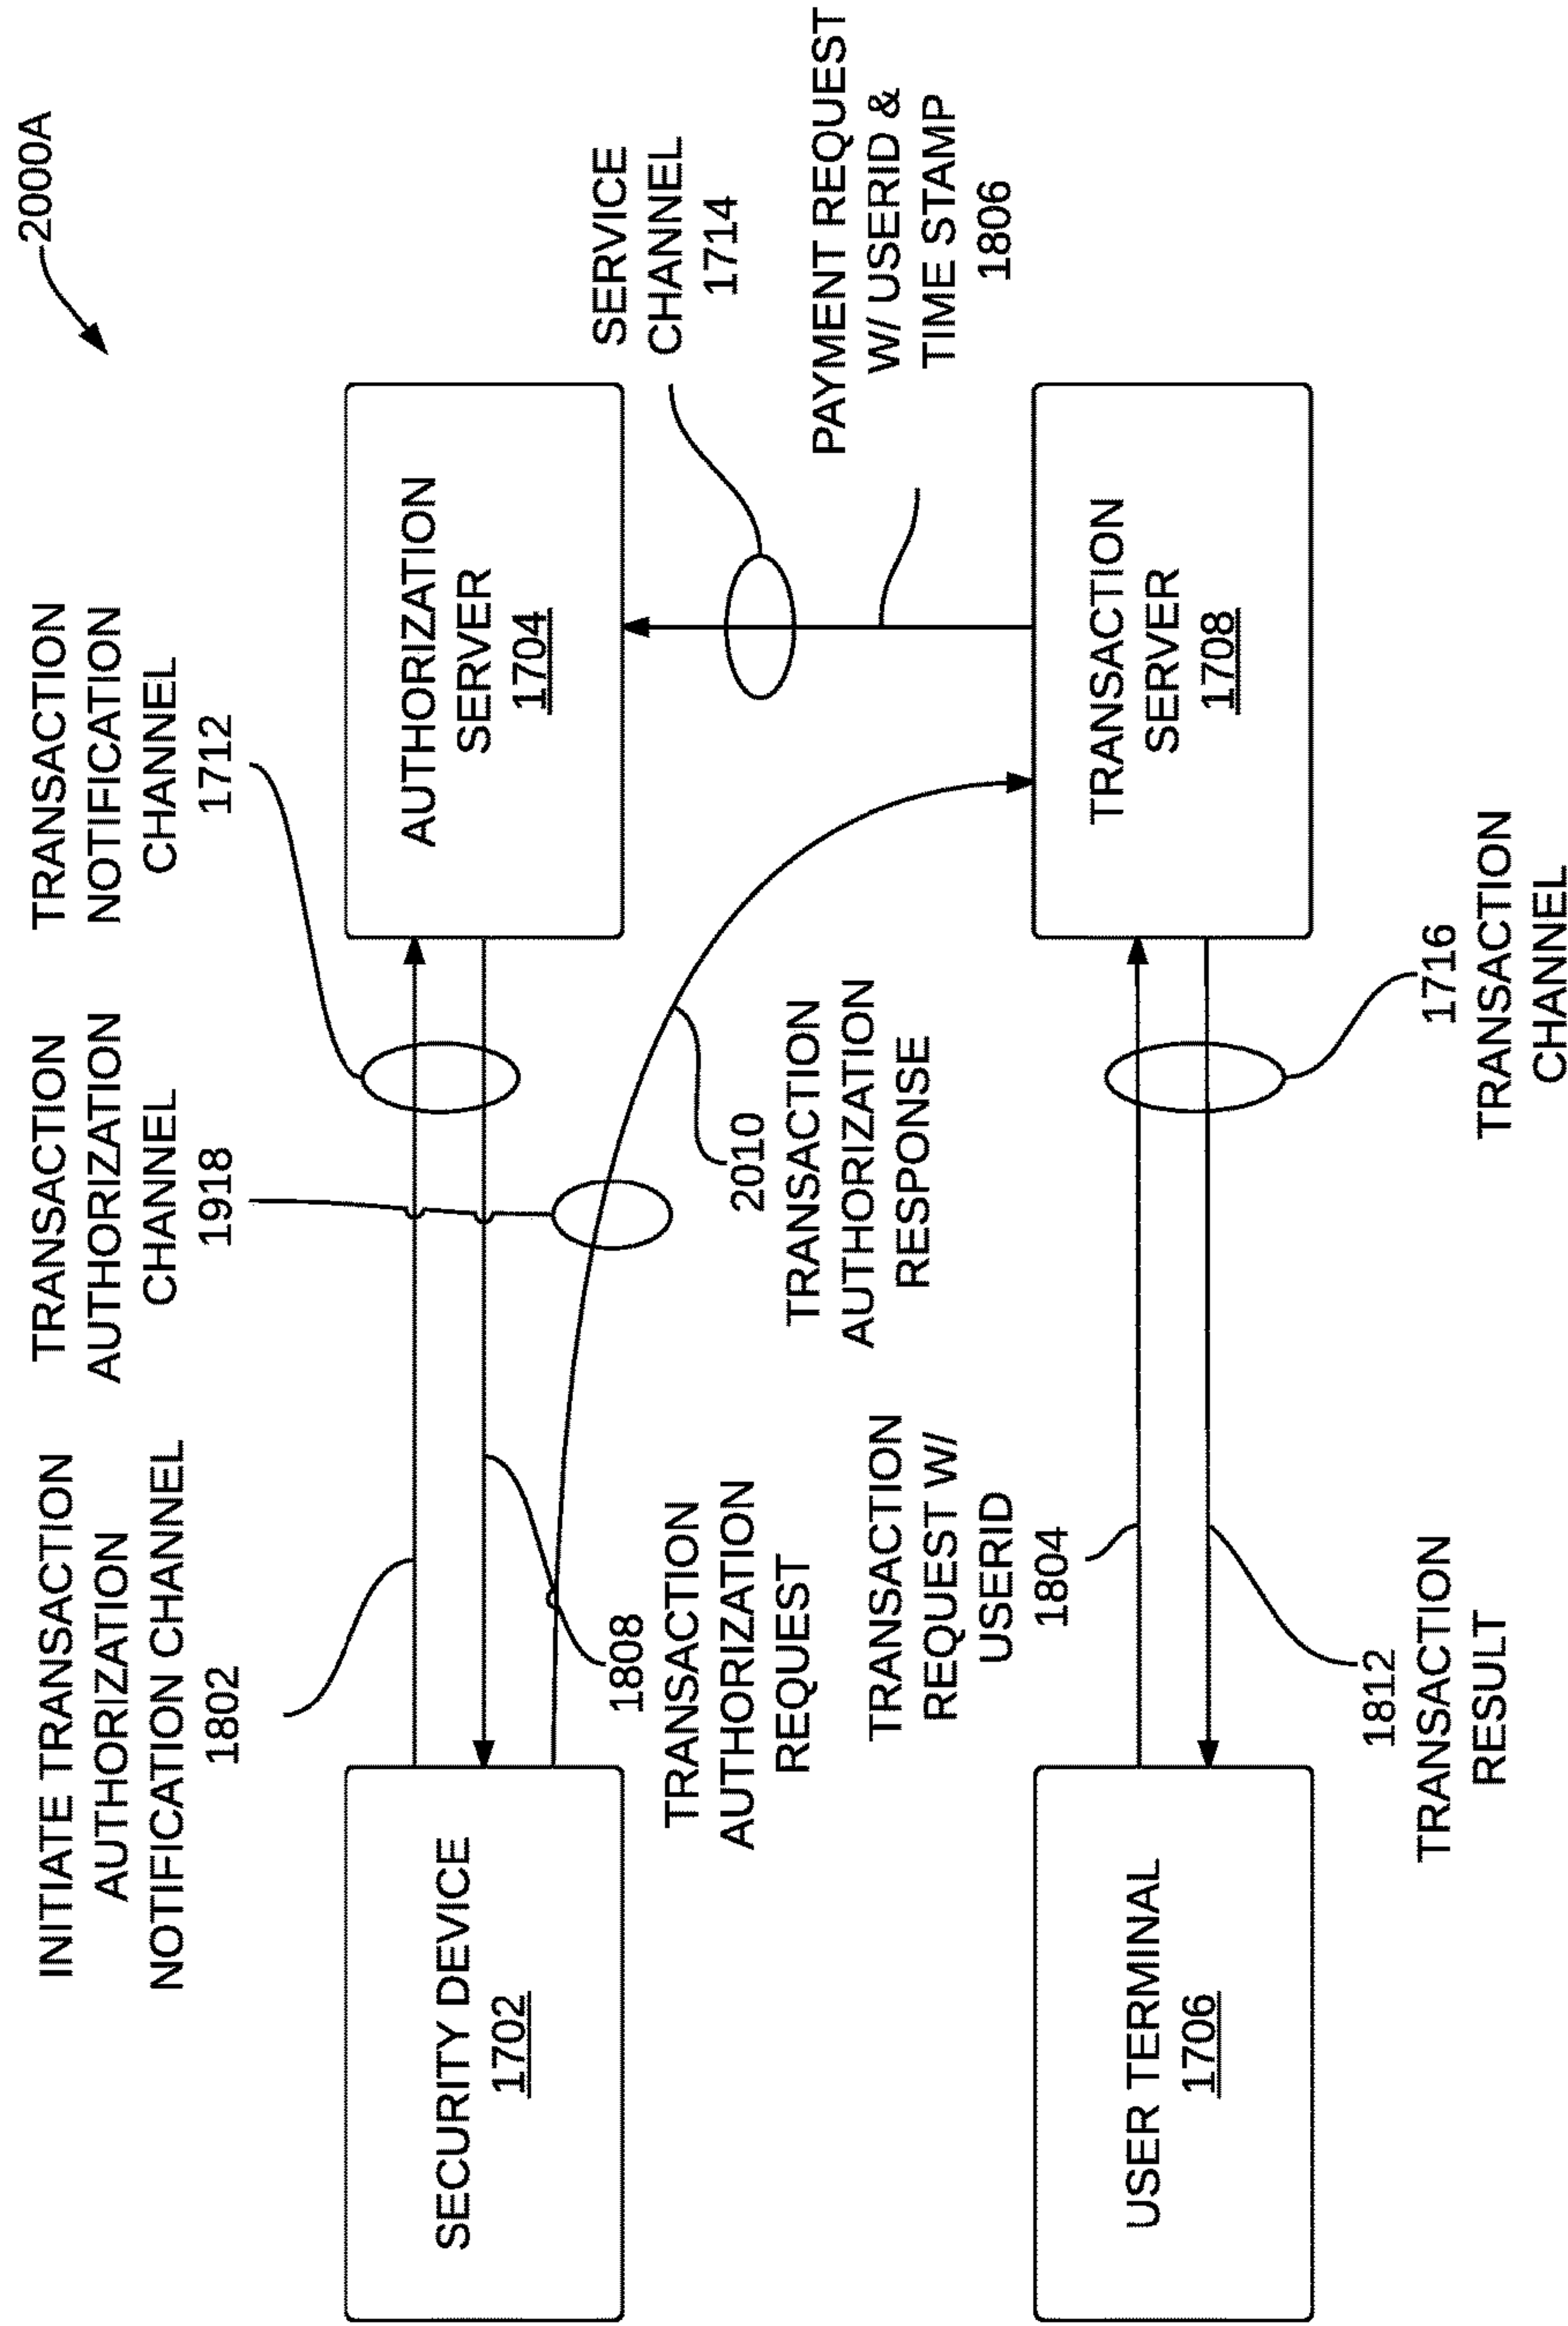 2000A
INITIATE TRANSACTION
AUTHORIZATION
NOTIFICATION CHANNEL
1802
TRANSACTION
AUTHORIZATION
CHANNEL
1918
TRANSACTION
NOTIFICATION
CHANNEL
1712
SECURITY DEVICE
1702
AUTHORIZATION
SERVER
1704
SERVICE
CHANNEL
1714
1808
TRANSACTION
AUTHORIZATION
REQUEST
2010
TRANSACTION
AUTHORIZATION
RESPONSE
PAYMENT REQUEST
W/ USERID &
TIME STAMP
1806
TRANSACTION
REQUEST W/
USERID
1804
USER TERMINAL
1706
TRANSACTION
SERVER
1708
1812
TRANSACTION
RESULT
1716
TRANSACTION
CHANNEL